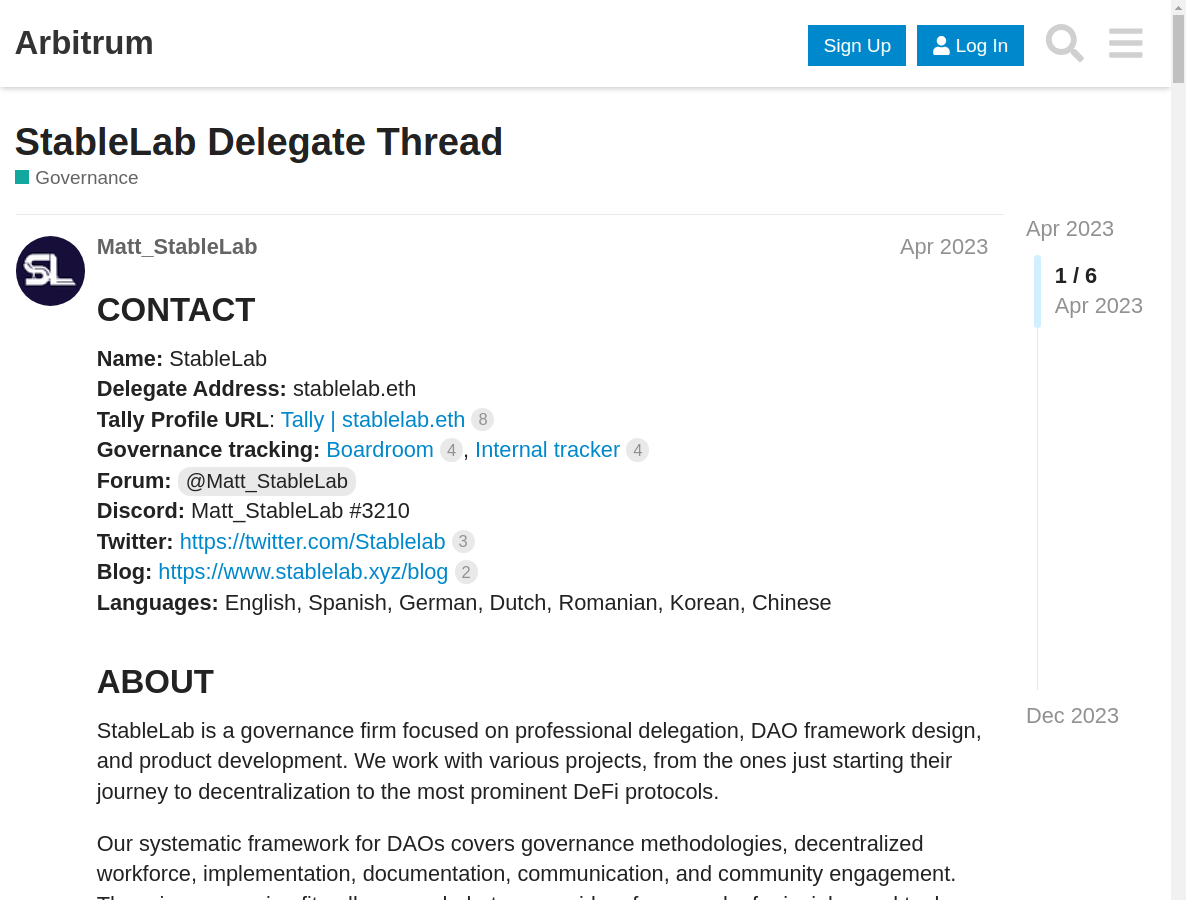 Arbitrum
Sign Up
Log In
StableLab Delegate Thread
Governance
SL
Matt_StableLab
Apr 2023
Apr 2023
1 / 6
Apr 2023
Dec 2023
CONTACT
Name: StableLab
Delegate Address: stablelab.eth
Tally Profile URL: Tally | stablelab.eth 8
Governance tracking: Boardroom 4, Internal tracker 4
Forum: @Matt_StableLab
Discord: Matt_StableLab #3210
Twitter: https://twitter.com/Stablelab 3
Blog: https://www.stablelab.xyz/blog 2
Languages: English, Spanish, German, Dutch, Romanian, Korean, Chinese
ABOUT
StableLab is a governance firm focused on professional delegation, DAO framework design,
and product development. We work with various projects, from the ones just starting their
journey to decentralization to the most prominent DeFi protocols.
Our systematic framework for DAOs covers governance methodologies, decentralized
workforce, implementation, documentation, communication, and community engagement.